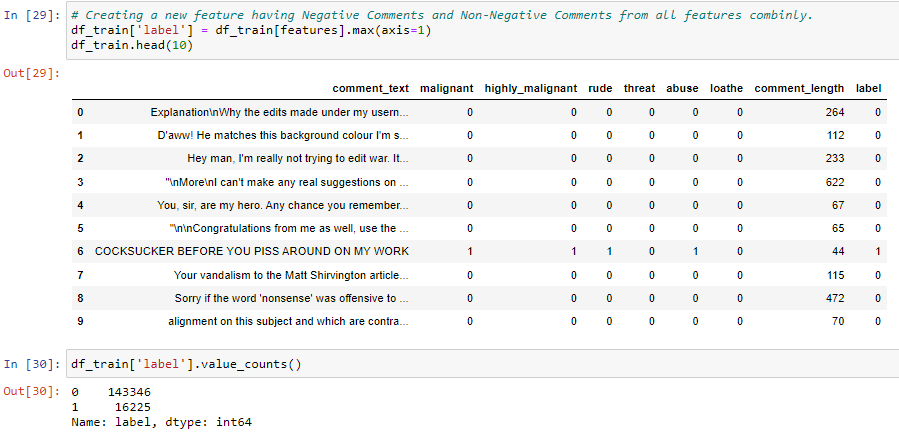 In [29]: # Creating a new feature having Negative Comments and Non-Negative Comments from all features combinly.
df_train['label'] = df_train[features].max(axis=1)
df_train.head(10)
Out[29]:
comment_text malignant highly_malignant rude threat abuse loathe comment_length label
0 Explanation\nWhy the edits made under my usern... 0 0 0 0 0 0 264 0
1 D'aww! He matches this background colour I'm s... 0 0 0 0 0 0 112 0
2 Hey man, I'm really not trying to edit war. It... 0 0 0 0 0 0 233 0
3 "\nMore\nI can't make any real suggestions on ... 0 0 0 0 0 0 622 0
4 You, sir, are my hero. Any chance you remember... 0 0 0 0 0 0 67 0
5 "\n\nCongratulations from me as well, use the ... 0 0 0 0 0 0 65 0
6 COCKSUCKER BEFORE YOU PISS AROUND ON MY WORK 1 1 1 0 1 0 44 1
7 Your vandalism to the Matt Shirvington article... 0 0 0 0 0 0 115 0
8 Sorry if the word 'nonsense' was offensive to ... 0 0 0 0 0 0 472 0
9 alignment on this subject and which are contra... 0 0 0 0 0 0 70 0
In [30]: df_train['label'].value_counts()
Out[30]: 0 143346
1 16225
Name: label, dtype: int64